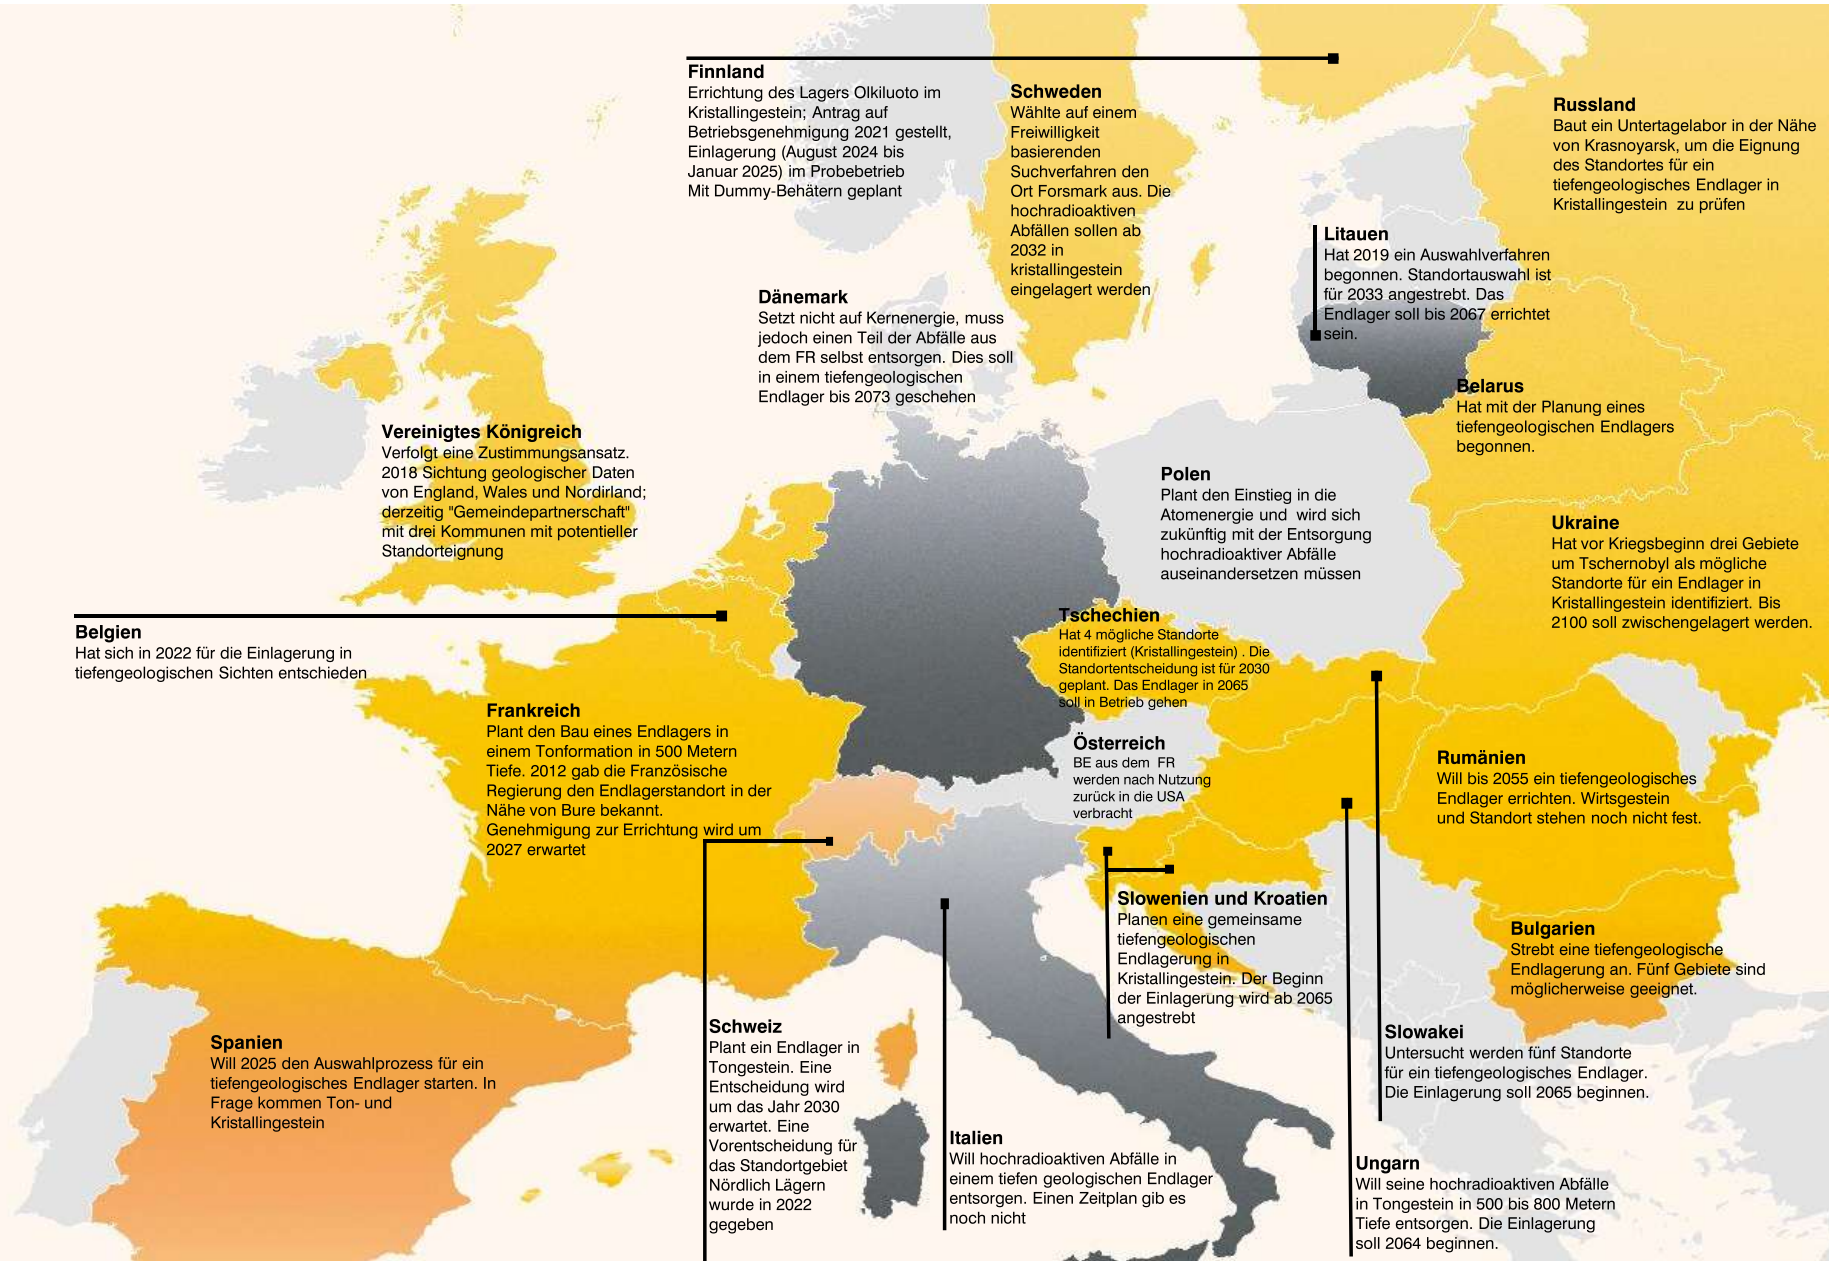 Finnland
Errichtung des Lagers Olkiluoto im
Kristallingestein; Antrag auf
Betriebsgenehmigung 2021 gestellt,
Einlagerung (August 2024 bis
Januar 2025) im Probebetrieb
Mit Dummy-Behätern geplant
Schweden
Wählte auf einem
Freiwilligkeit
basierenden
Suchverfahren den
Ort Forsmark aus. Die
hochradioaktiven
Abfällen sollen ab
2032 in
kristallingestein
eingelagert werden
Russland
Baut ein Untertagelabor in der Nähe
von Krasnoyarsk, um die Eignung
des Standortes für ein
tiefengeologisches Endlager in
Kristallingestein zu prüfen
Litauen
Hat 2019 ein Auswahlverfahren
begonnen. Standortauswahl ist
für 2033 angestrebt. Das
Endlager soll bis 2067 errichtet
sein.
Dänemark
Setzt nicht auf Kernenergie, muss
jedoch einen Teil der Abfälle aus
dem FR selbst entsorgen. Dies soll
in einem tiefengeologischen
Endlager bis 2073 geschehen
Belarus
Hat mit der Planung eines
tiefengeologischen Endlagers
begonnen.
Vereinigtes Königreich
Verfolgt eine Zustimmungsansatz.
2018 Sichtung geologischer Daten
von England, Wales und Nordirland;
derzeitig "Gemeindepartnerschaft"
mit drei Kommunen mit potentieller
Standorteignung
Polen
Plant den Einstieg in die
Atomenergie und wird sich
zukünftig mit der Entsorgung
hochradioaktiver Abfälle
auseinandersetzen müssen
Ukraine
Hat vor Kriegsbeginn drei Gebiete
um Tschernobyl als mögliche
Standorte für ein Endlager in
Kristallingestein identifiziert. Bis
2100 soll zwischengelagert werden.
Belgien
Hat sich in 2022 für die Einlagerung in
tiefengeologischen Sichten entschieden
Tschechien
Hat 4 mögliche Standorte
identifiziert (Kristallingestein) . Die
Standortentscheidung ist für 2030
geplant. Das Endlager in 2065
soll in Betrieb gehen
Frankreich
Plant den Bau eines Endlagers in
einem Tonformation in 500 Metern
Tiefe. 2012 gab die Französische
Regierung den Endlagerstandort in der
Nähe von Bure bekannt.
Genehmigung zur Errichtung wird um
2027 erwartet
Österreich
BE aus dem FR
werden nach Nutzung
zurück in die USA
verbracht
Rumänien
Will bis 2055 ein tiefengeologisches
Endlager errichten. Wirtsgestein
und Standort stehen noch nicht fest.
Slowenien und Kroatien
Planen eine gemeinsame
tiefengeologischen
Endlagerung in
Kristallingestein. Der Beginn
der Einlagerung wird ab 2065
angestrebt
Bulgarien
Strebt eine tiefengeologische
Endlagerung an. Fünf Gebiete sind
möglicherweise geeignet.
Spanien
Will 2025 den Auswahlprozess für ein
tiefengeologisches Endlager starten. In
Frage kommen Ton- und
Kristallingestein
Schweiz
Plant ein Endlager in
Tongestein. Eine
Entscheidung wird
um das Jahr 2030
erwartet. Eine
Vorentscheidung für
das Standortgebiet
Nördlich Lägern
wurde in 2022
gegeben
Slowakei
Untersucht werden fünf Standorte
für ein tiefengeologisches Endlager.
Die Einlagerung soll 2065 beginnen.
Italien
Will hochradioaktiven Abfälle in
einem tiefen geologischen Endlager
entsorgen. Einen Zeitplan gib es
noch nicht
Ungarn
Will seine hochradioaktiven Abfälle
in Tongestein in 500 bis 800 Metern
Tiefe entsorgen. Die Einlagerung
soll 2064 beginnen.